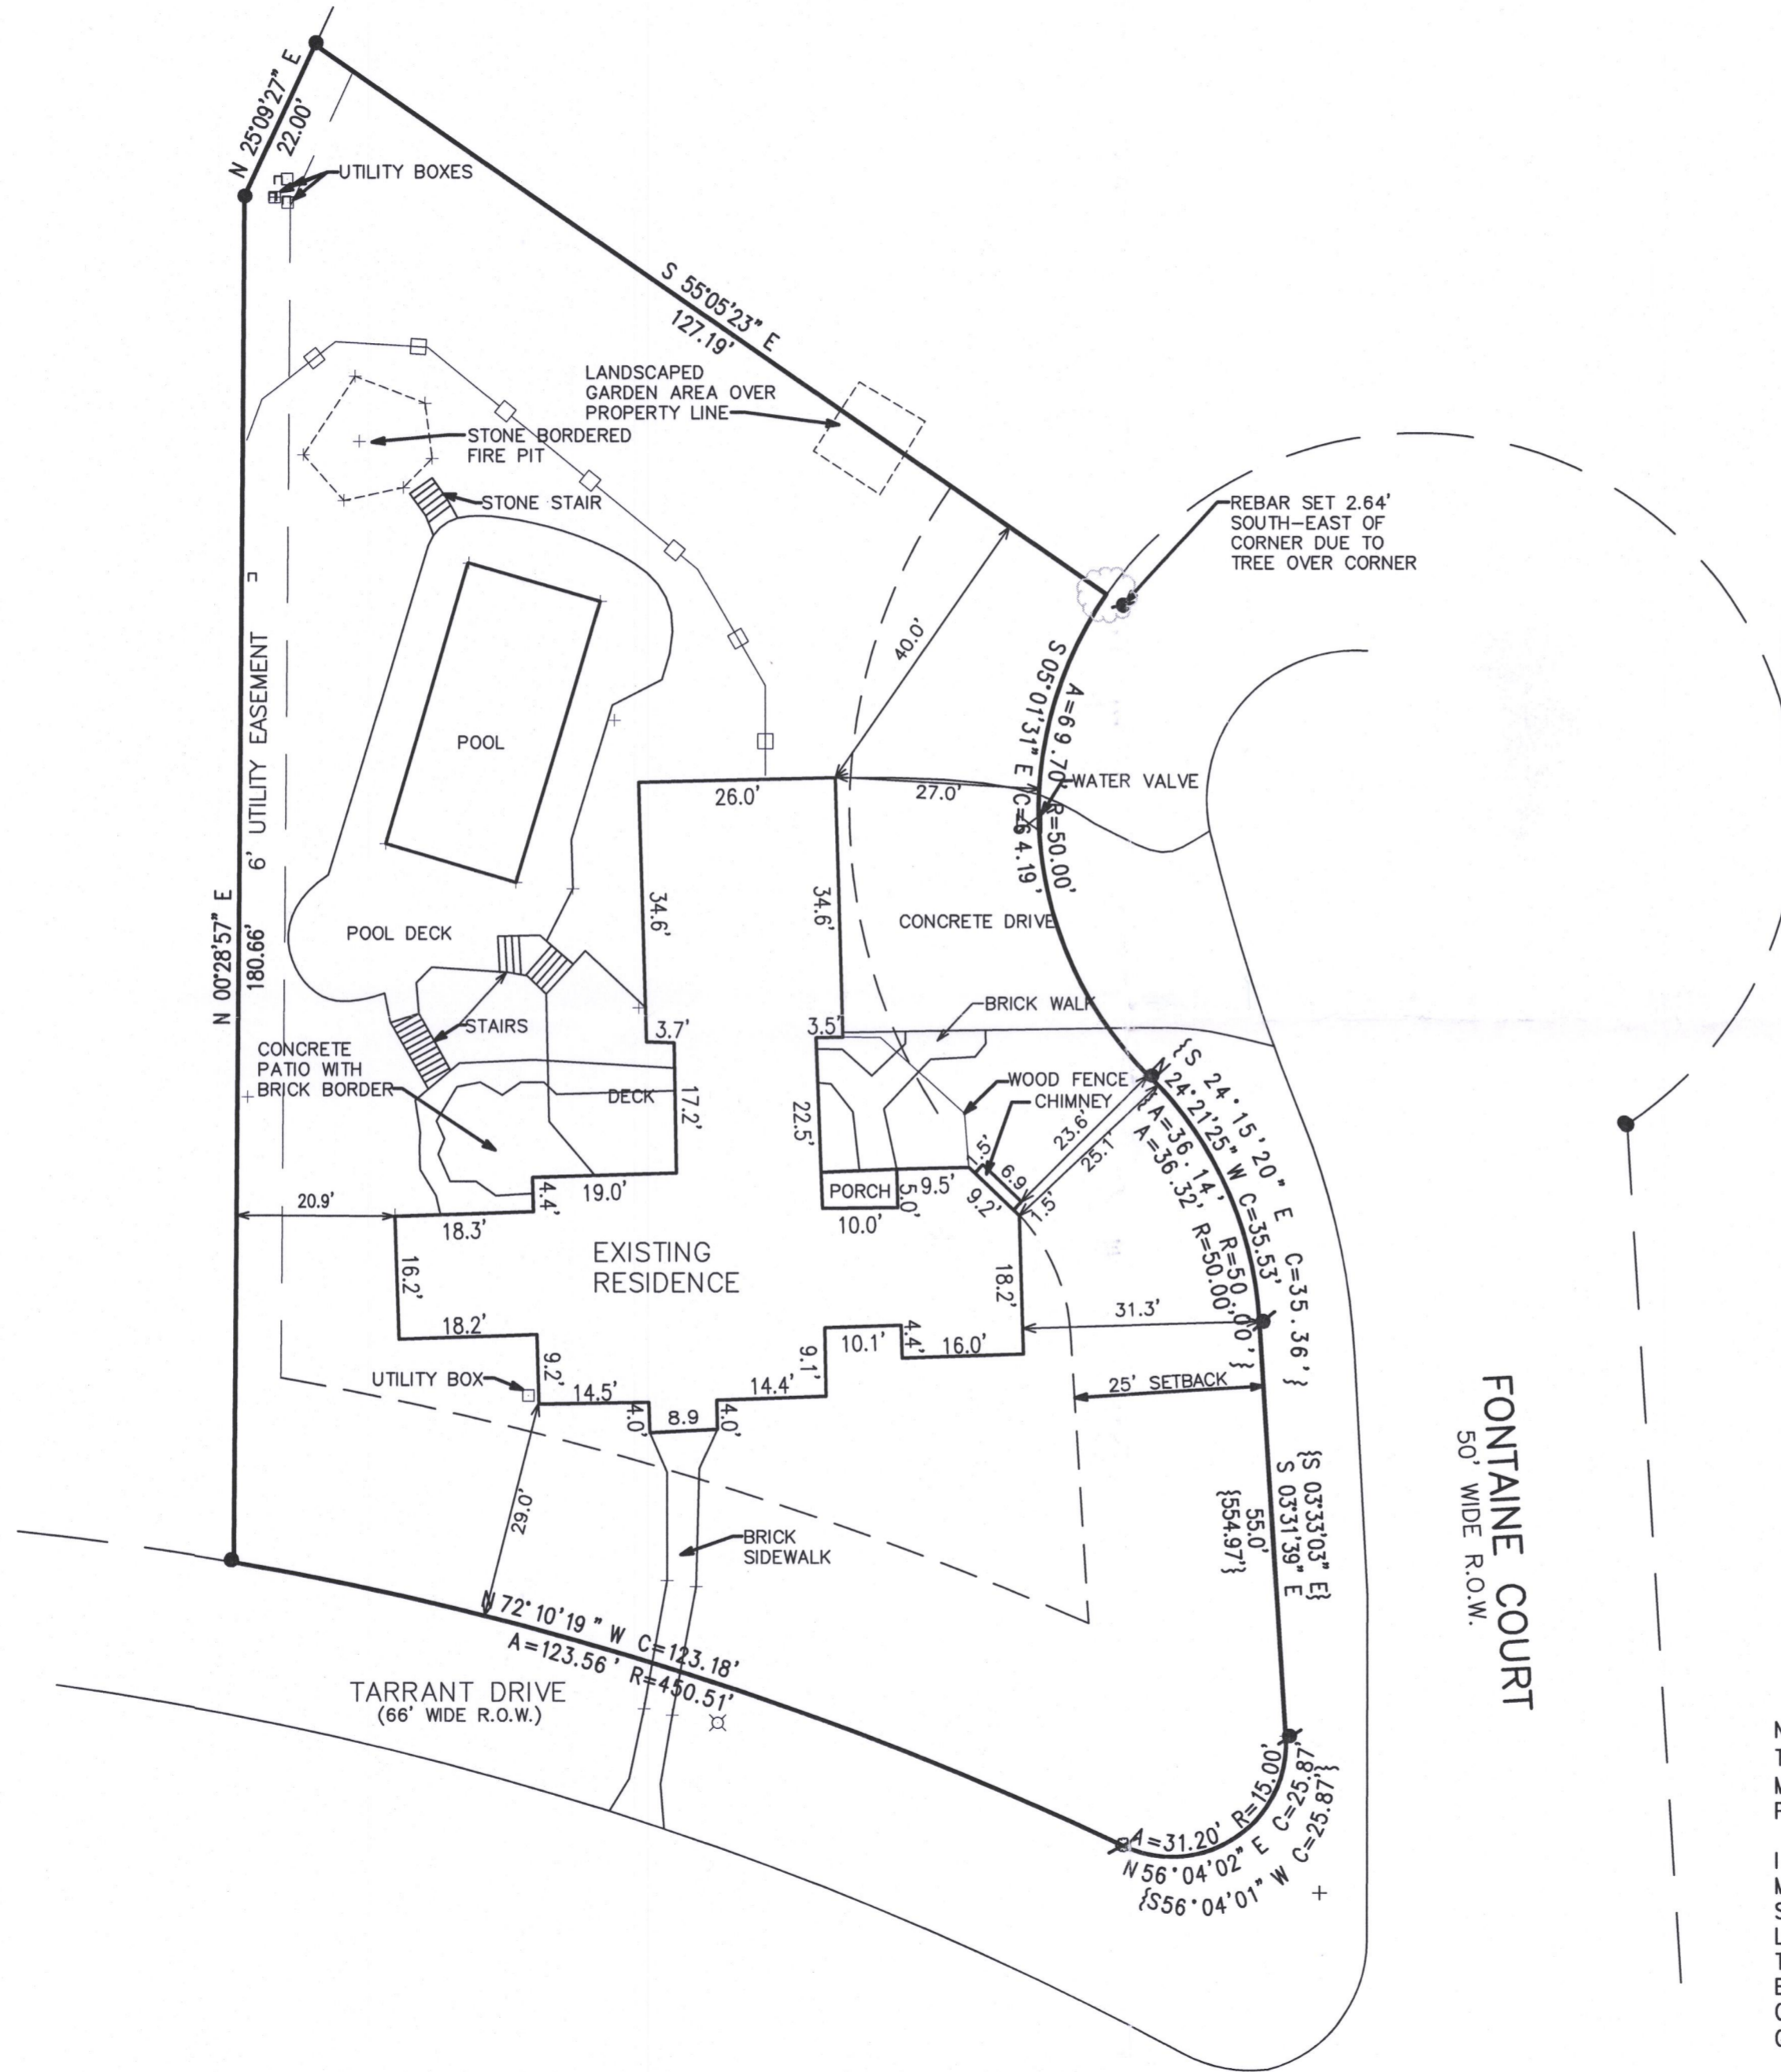 N 25°09'27" E
22.00'
UTILITY BOXES
S 55°05'23" E
127.19'
LANDSCAPED
GARDEN AREA OVER
PROPERTY LINE
STONE BORDERED
FIRE PIT
STONE STAIR
REBAR SET 2.64'
SOUTH-EAST OF
CORNER DUE TO
TREE OVER CORNER
40.0'
S 05°01'31" E C=64.19'
A=69.70' R=50.00'
6' UTILITY EASEMENT
POOL
WATER VALVE
26.0'
27.0'
N 00°28'57" E
180.66'
34.6'
34.6'
CONCRETE DRIVE
POOL DECK
BRICK WALK
STAIRS
3.7'
3.5'
CONCRETE
PATIO WITH
BRICK BORDER
DECK
17.2'
22.5'
WOOD FENCE
CHIMNEY
23.6'
25.1'
{S 24°15'20" E C=35.36'}
N 24°21'25" W C=35.53'
{A=36.14' R=50.00'}
A=36.32' R=50.00'
1.5'
6.9'
1.5'
9.5'
9.2'
PORCH
5.0'
10.0'
20.9'
18.3'
4.4'
19.0'
EXISTING
RESIDENCE
16.2'
18.2'
18.2'
31.3'
9.2'
9.1'
10.1'
4.4'
16.0'
UTILITY BOX
14.5'
4.0'
8.9
4.0'
14.4'
25' SETBACK
{S 03°33'03" E}
S 03°31'39" E
55.0'
{554.97'}
FONTAINE COURT
50' WIDE R.O.W.
29.0'
BRICK
SIDEWALK
N 72°10'19" W C=123.18'
A=123.56' R=450.51'
TARRANT DRIVE
(66' WIDE R.O.W.)
A=31.20' R=15.00'
N56°04'02" E C=25.87'
{S56°04'01" W C=25.87'}